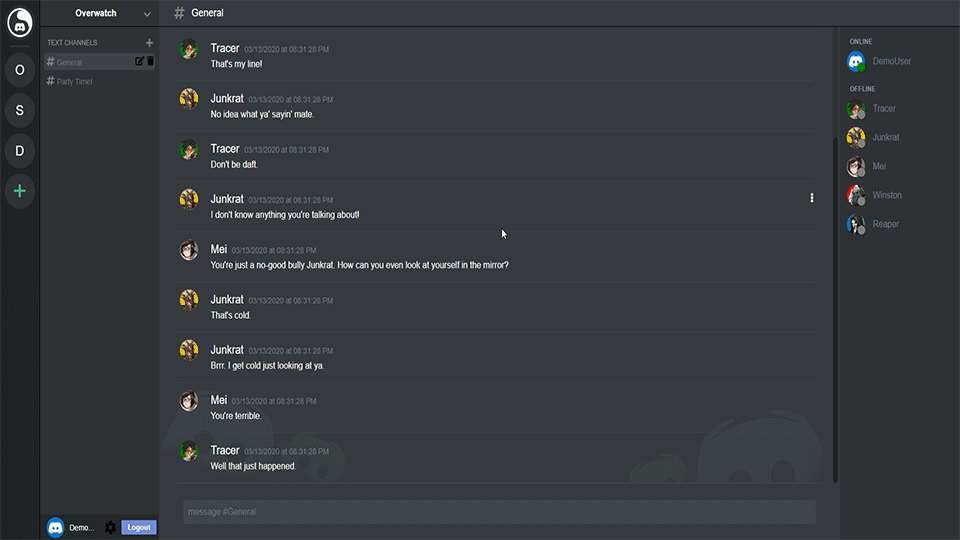 Overwatch
# General
O
S
D
+
TEXT CHANNELS +
# General
# Party Time!
Tracer 03/13/2020 at 08:31:28 PM
That's my line!
Junkrat 03/13/2020 at 08:31:28 PM
No idea what ya' sayin' mate.
Tracer 03/13/2020 at 08:31:28 PM
Don't be daft.
Junkrat 03/13/2020 at 08:31:28 PM
I don't know anything you're talking about!
Mei 03/13/2020 at 08:31:28 PM
You're just a no-good bully Junkrat. How can you even look at yourself in the mirror?
Junkrat 03/13/2020 at 08:31:28 PM
That's cold.
Junkrat 03/13/2020 at 08:31:28 PM
Brrr. I get cold just looking at ya.
Mei 03/13/2020 at 08:31:28 PM
You're terrible.
Tracer 03/13/2020 at 08:31:28 PM
Well that just happened.
message #General
ONLINE
DemoUser
OFFLINE
Tracer
Junkrat
Mei
Winston
Reaper
Demo...
Logout